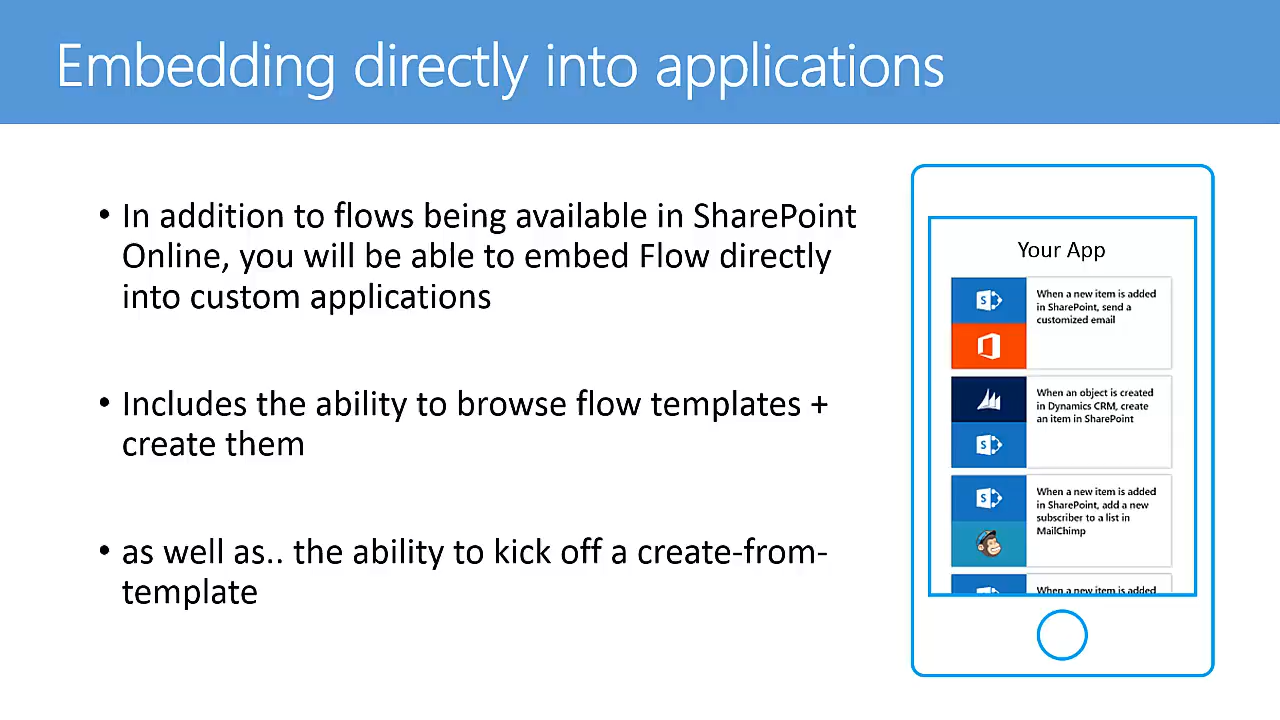 Embedding directly into applications
• In addition to flows being available in SharePoint
Online, you will be able to embed Flow directly
into custom applications
• Includes the ability to browse flow templates +
create them
• as well as.. the ability to kick off a create-from-
template
Your App
When a new item is added
in SharePoint, send a
customized email
When an object is created
in Dynamics CRM, create
an item in SharePoint
When a new item is added
in SharePoint, add a new
subscriber to a list in
MailChimp
When a new item is added